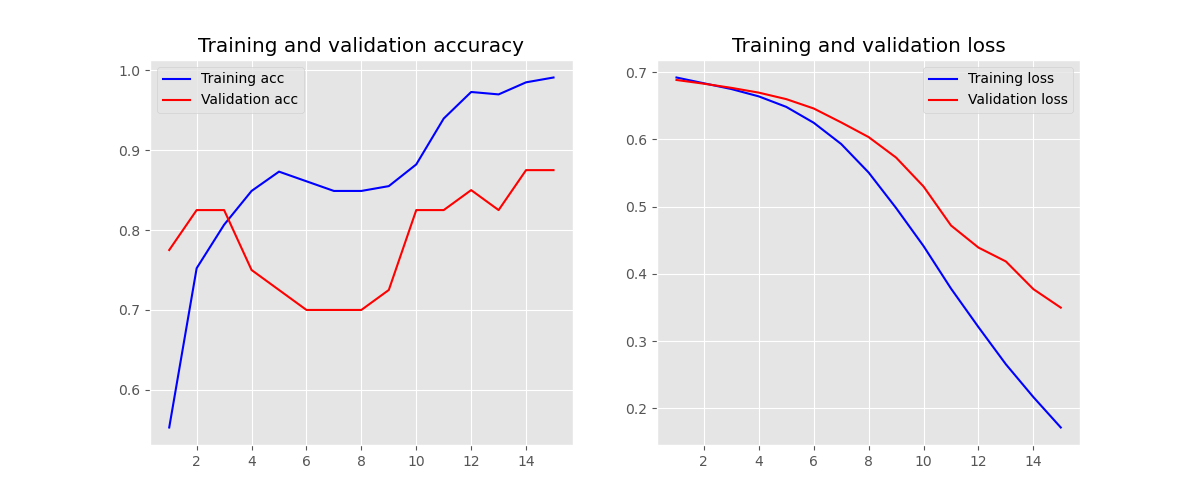 Training and validation accuracy
Training acc
Validation acc
1.0
0.9
0.8
0.7
0.6
2 4 6 8 10 12 14
Training and validation loss
Training loss
Validation loss
0.7
0.6
0.5
0.4
0.3
0.2
2 4 6 8 10 12 14